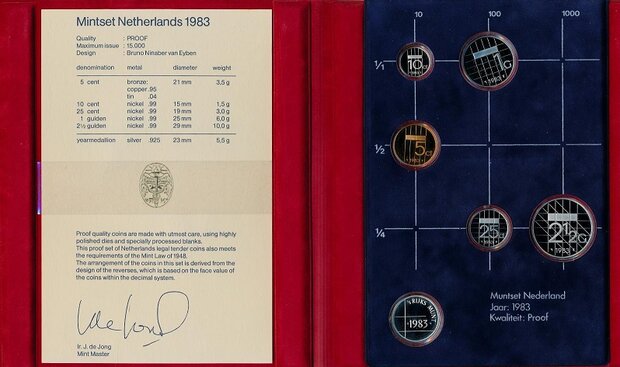 Mintset Netherlands 1983
Quality : PROOF
Maximum issue : 15.000
Design : Bruno Ninaber van Eyben
denomination metal diameter weight
5 cent bronze: 21 mm 3,5 g
copper .95
tin .04
10 cent nickel .99 15 mm 1,5 g
25 cent nickel .99 19 mm 3,0 g
1 gulden nickel .99 25 mm 6,0 g
2½ gulden nickel .99 29 mm 10,0 g
yearmedallion silver .925 23 mm 5,5 g
Proof quality coins are made with utmest care, using highly
polished dies and specially processed blanks.
This proof set of Netherlands legal tender coins also meets
the requirements of the Mint Law of 1948.
The arrangement of the coins in this set is derived from the
design of the reverses, which is based on the face value of
the coins within the decimal system.
Ir. J. de Jong
Mint Master
10 100 1000
1/1
10 C
1983
1 G
1983
1/2
5 C
1983
1/4
25 C
1983
2½ G
1983
'S RIJKS MUNT
1983
Muntset Nederland
Jaar: 1983
Kwaliteit: Proof